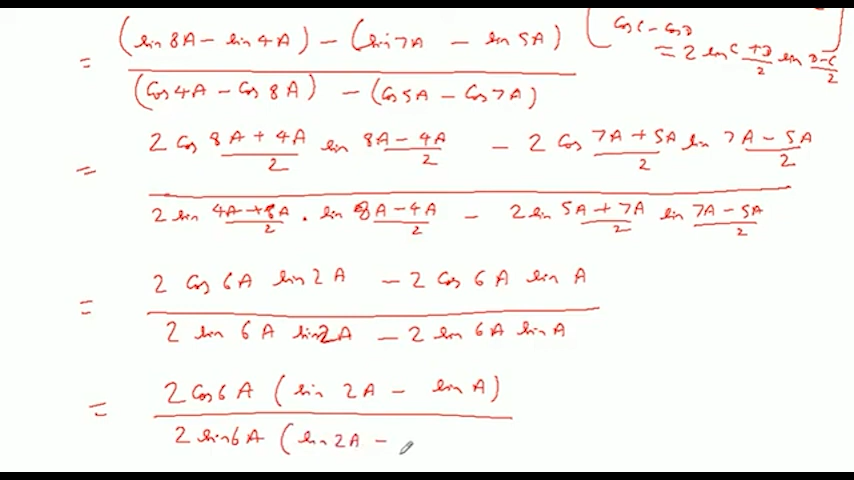 Cos C - Cos D
= 2 sin C + D/2 sin D - C/2
= (sin 8A - sin 4A) - (sin 7A - sin 5A) / (Cos 4A - Cos 8A) - (Cos 5A - Cos 7A)
= 2 Cos 8A + 4A/2 sin 8A - 4A/2 - 2 Cos 7A + 5A/2 sin 7A - 5A/2
2 sin 4A + 8A/2 . sin 8A - 4A/2 - 2 sin 5A + 7A/2 sin 7A - 5A/2
= 2 Cos 6A sin 2A - 2 Cos 6A sin A
2 sin 6A sin 2A - 2 sin 6A sin A
= 2 Cos 6A (sin 2A - sin A)
2 sin 6A (sin 2A -